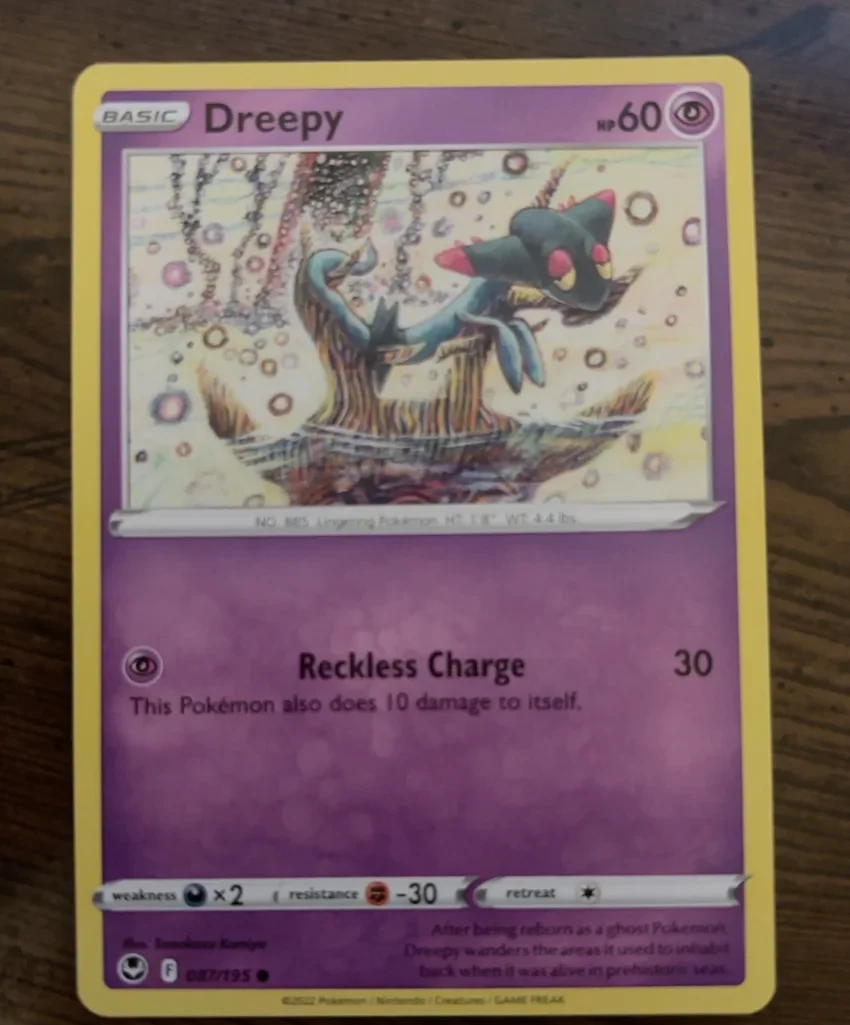 BASIC Dreepy HP60
NO. 885 Lingering Pokémon HT: 1'8" WT: 4.4 lbs.
Reckless Charge 30
This Pokémon also does 10 damage to itself.
weakness ×2 resistance -30 retreat
Illus. Tomokazu Komiya
After being reborn as a ghost Pokémon,
Dreepy wanders the areas it used to inhabit
back when it was alive in prehistoric seas.
F 087/195
©2022 Pokémon / Nintendo / Creatures / GAME FREAK